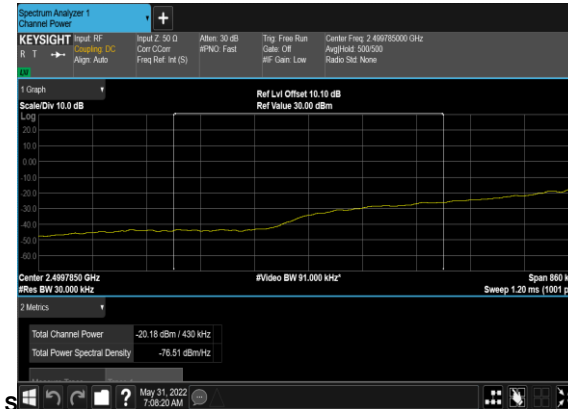 Spectrum Analyzer 1
Channel Power
KEYSIGHT Input: RF Input Z: 50 Ω Atten: 30 dB Trig: Free Run Center Freq: 2.499785000 GHz
R T Coupling: DC Corr CCorr #PNO: Fast Gate: Off Avg|Hold: 500/500
Align: Auto Freq Ref: Int (S) #IF Gain: Low Radio Std: None
1 Graph Ref Lvl Offset 10.10 dB
Scale/Div 10.0 dB Ref Value 30.00 dBm
Log
20.0
10.0
0.00
-10.0
-20.0
-30.0
-40.0
-50.0
-60.0
Center 2.4997850 GHz #Video BW 91.000 kHz* Span 860 k
#Res BW 30.000 kHz Sweep 1.20 ms (1001 p
2 Metrics
Total Channel Power -20.18 dBm / 430 kHz
Total Power Spectral Density -76.51 dBm/Hz
S
? May 31, 2022
7:08:20 AM